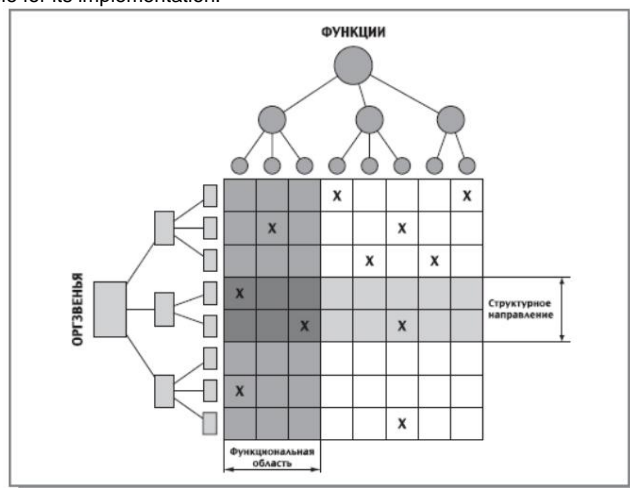 ФУНКЦИИ
X X
X X
X X
ОРГЗВЕНЬЯ
X
Структурное
направление
X X
X
X
Функциональная
область